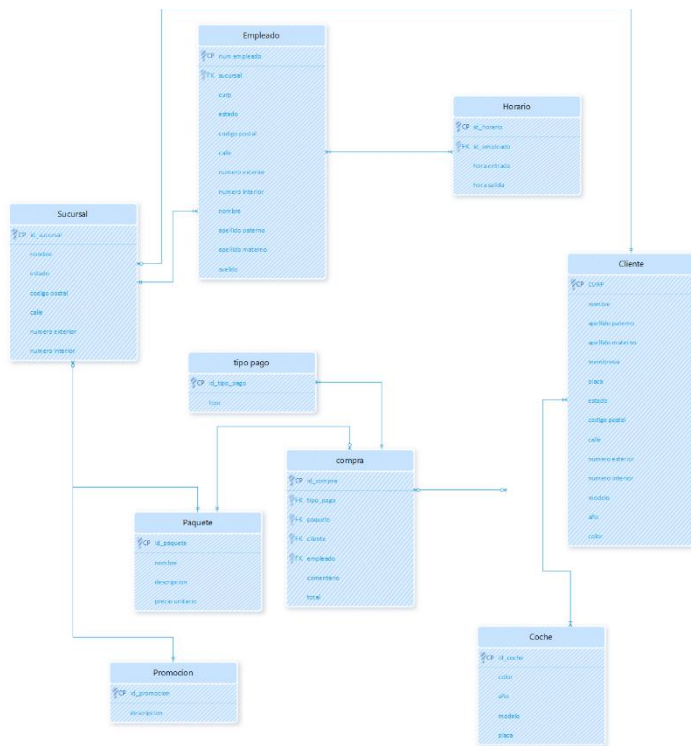 Empleado
CP num empleado
FK sucursal
curp
estado
codigo postal
calle
numero exterior
numero interior
nombre
apellido paterno
apellido materno
sueldo
Horario
CP id_horario
FK id_empleado
hora entrada
hora salida
Sucursal
CP id_sucursal
nombre
estado
codigo postal
calle
numero exterior
numero interior
Cliente
CP CURP
nombre
apellido paterno
apellido materno
membresia
placa
estado
codigo postal
calle
numero exterior
numero interior
modelo
año
color
tipo pago
CP id_tipo_pago
tipo
compra
CP id_compra
FK tipo_pago
FK paquete
FK cliente
FK empleado
comentario
total
Paquete
CP id_paquete
nombre
descripcion
precio unitario
Promocion
CP id_promocion
descripcion
Coche
CP id_coche
color
año
modelo
placa